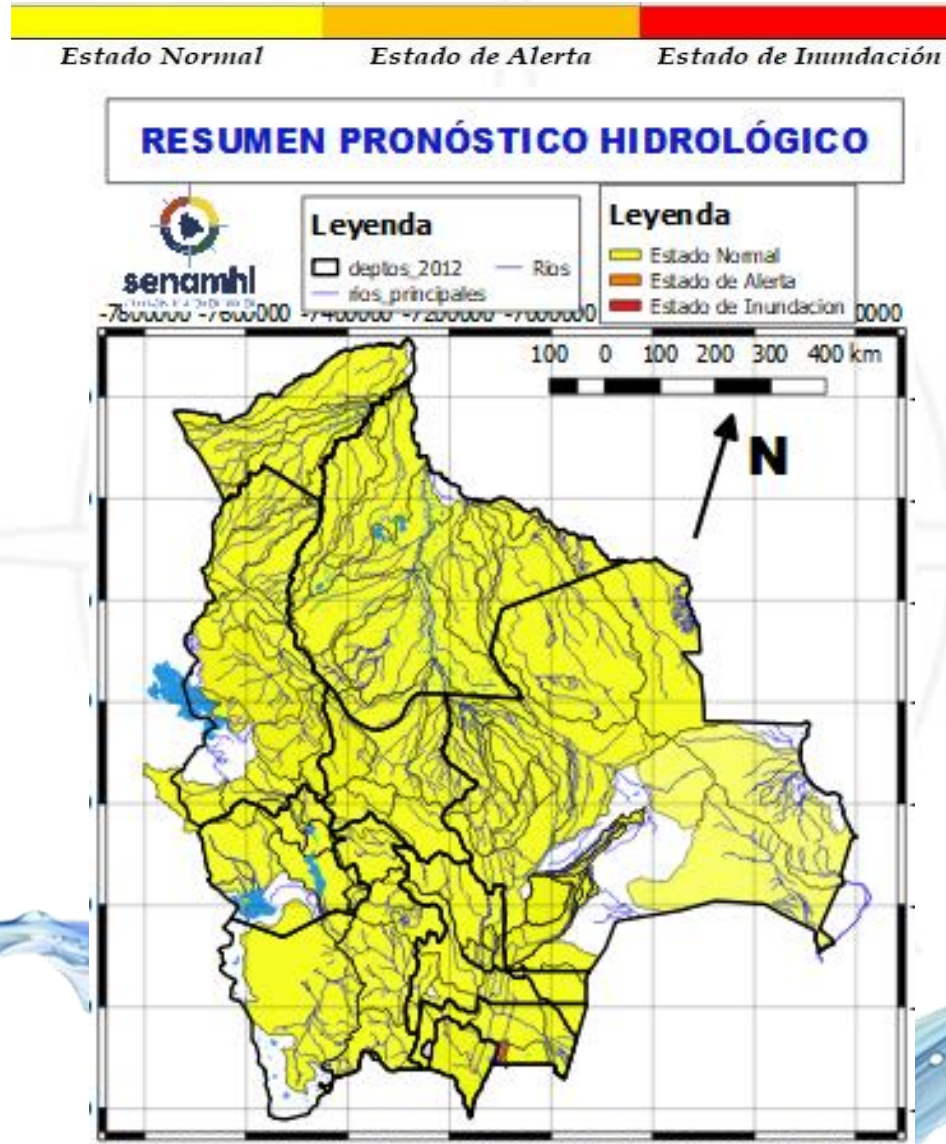 Estado Normal Estado de Alerta Estado de Inundación
RESUMEN PRONÓSTICO HIDROLÓGICO
senamhi
Leyenda
deptos_2012 Rios
rios_principales
Leyenda
Estado Normal
Estado de Alerta
Estado de Inundacion
-7800000 -7600000 -7400000 -7200000 -7000000
100 0 100 200 300 400 km
N